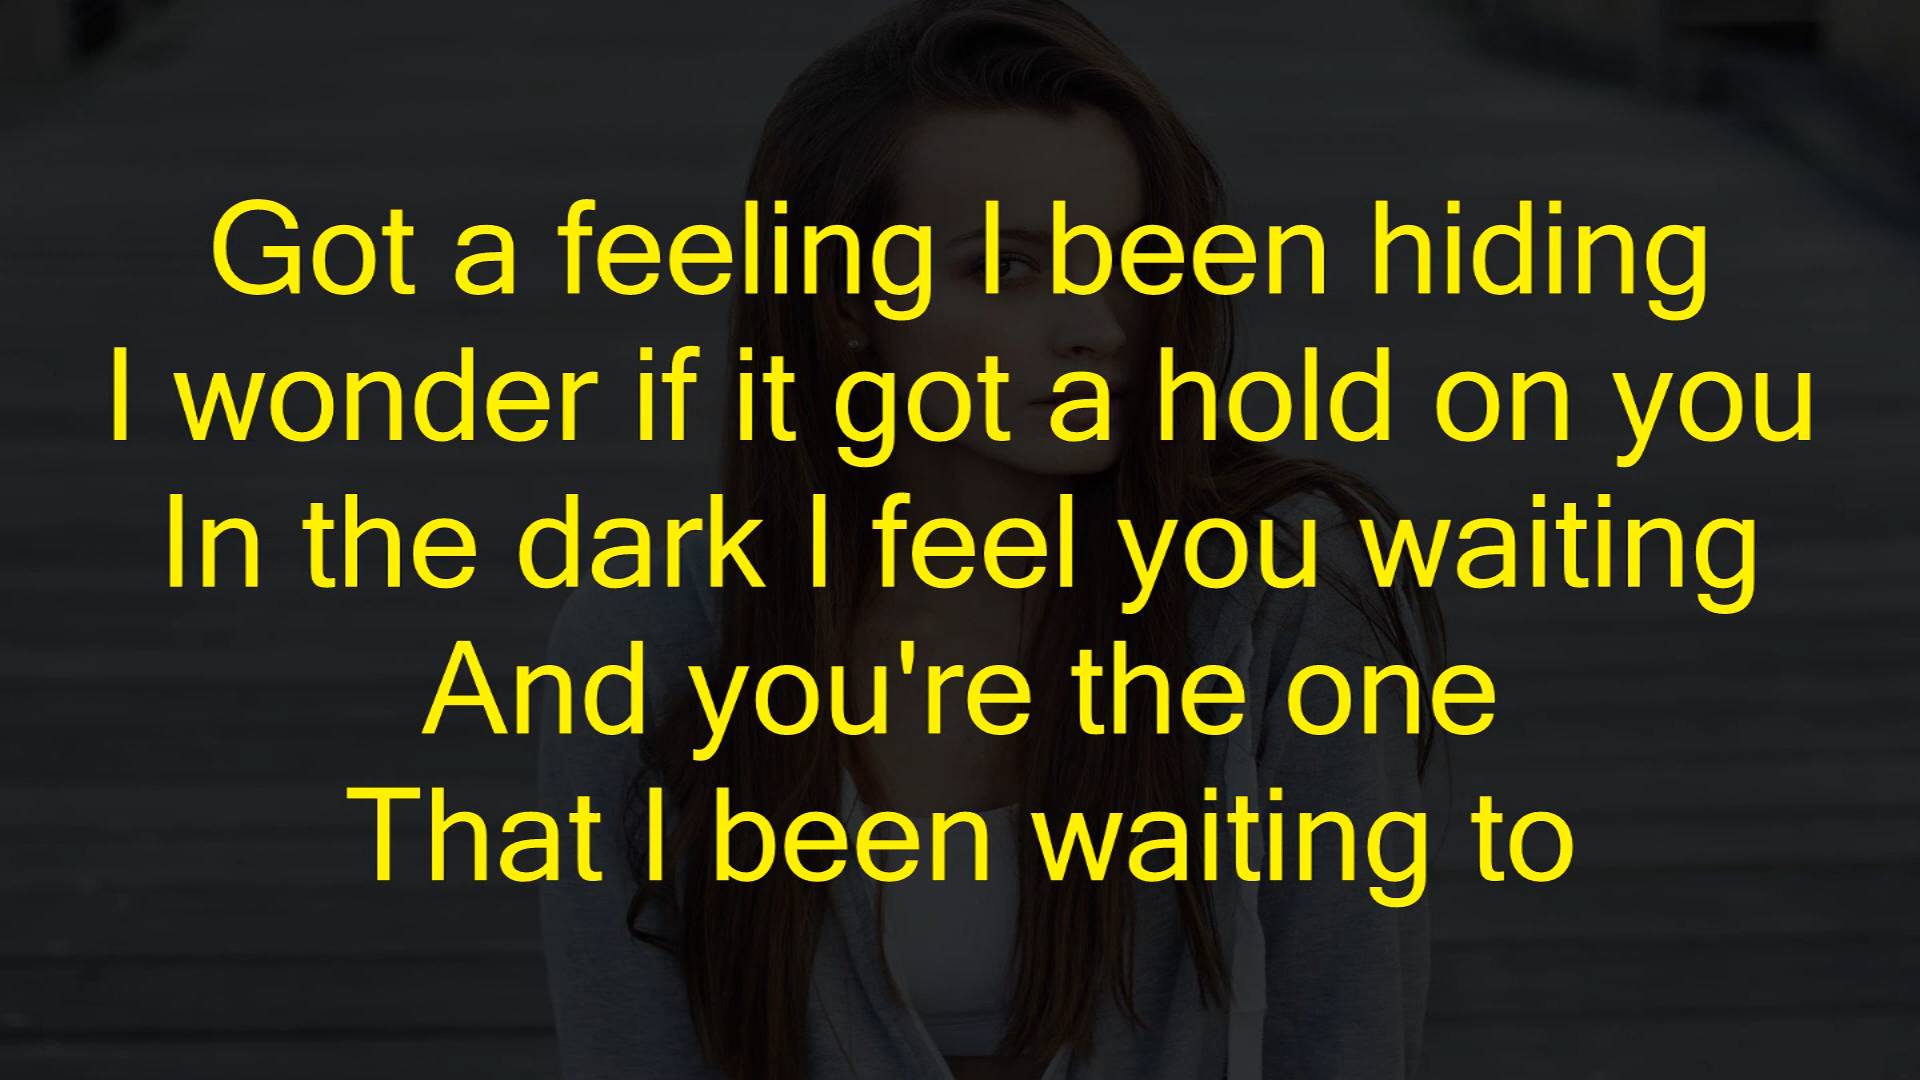 Got a feeling I been hiding
I wonder if it got a hold on you
In the dark I feel you waiting
And you're the one
That I been waiting to